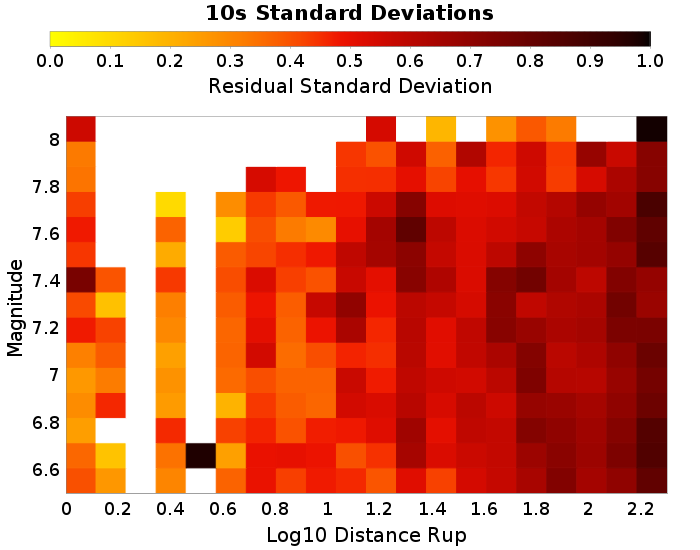 10s Standard Deviations
0.0 0.1 0.2 0.3 0.4 0.5 0.6 0.7 0.8 0.9 1.0
Residual Standard Deviation
Magnitude
8
7.8
7.6
7.4
7.2
7
6.8
6.6
0 0.2 0.4 0.6 0.8 1 1.2 1.4 1.6 1.8 2 2.2
Log10 Distance Rup